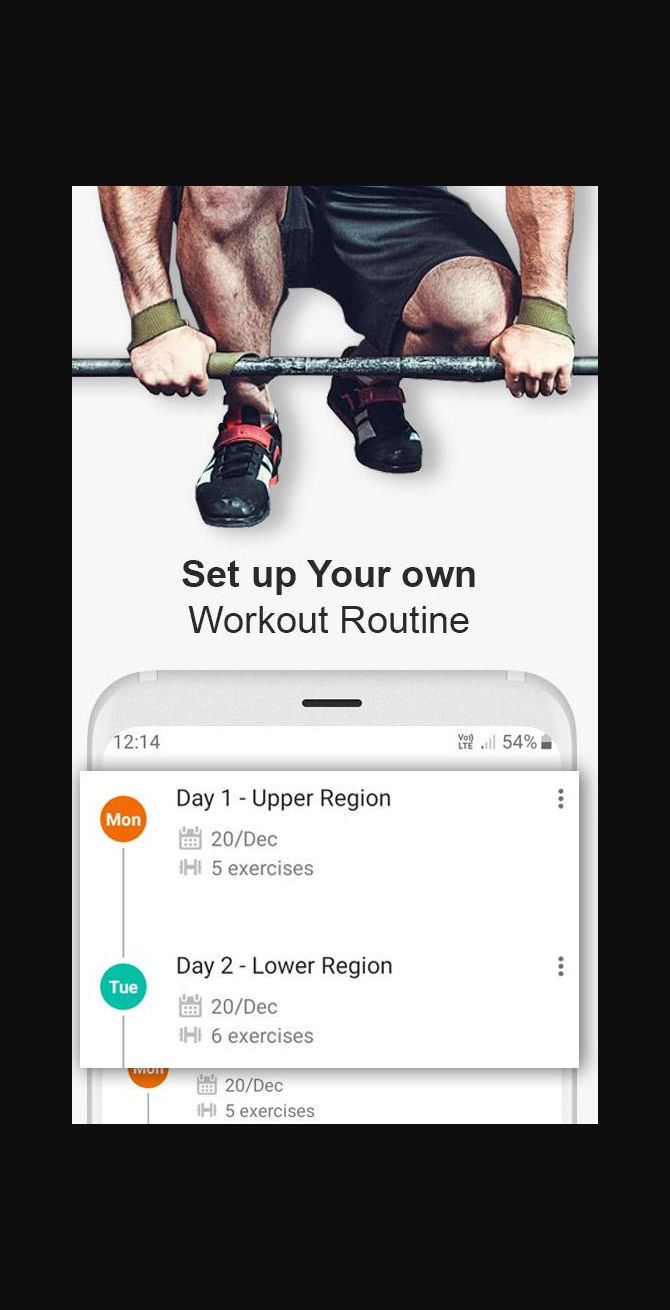 Set up Your own
Workout Routine
12:14
Vo))
LTE
54%
Mon
Day 1 - Upper Region
20/Dec
5 exercises
Tue
Day 2 - Lower Region
20/Dec
6 exercises
Mon
20/Dec
5 exercises